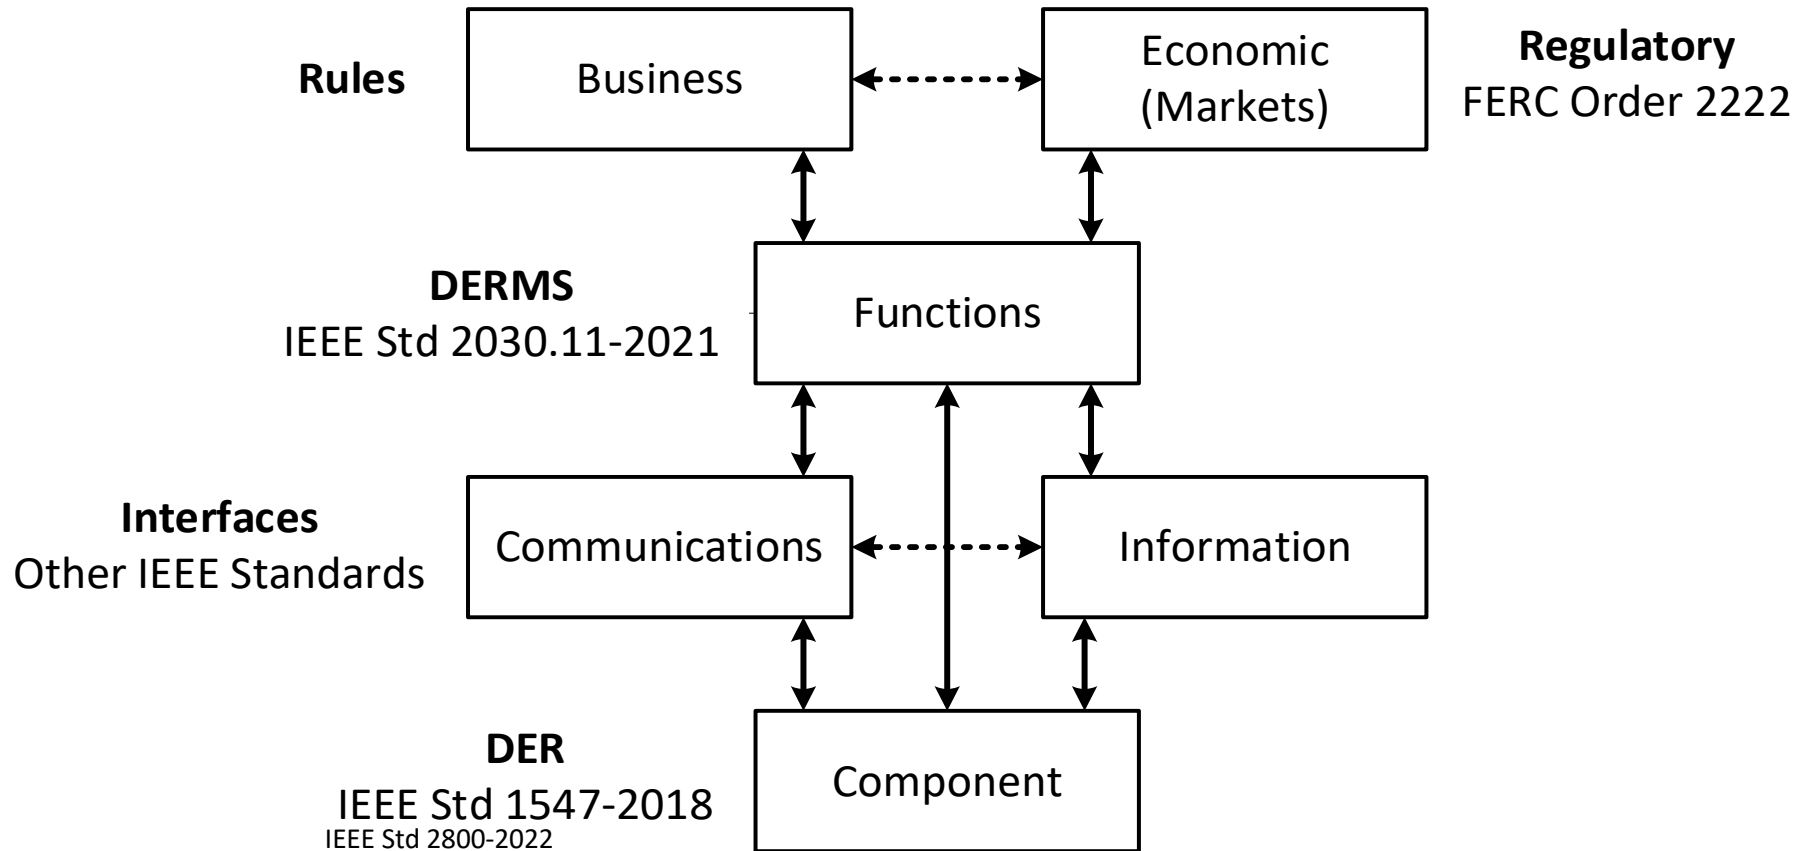 Rules
Business
Economic
(Markets)
Regulatory
FERC Order 2222
DERMS
IEEE Std 2030.11-2021
Functions
Interfaces
Other IEEE Standards
Communications
Information
DER
IEEE Std 1547-2018
IEEE Std 2800-2022
Component